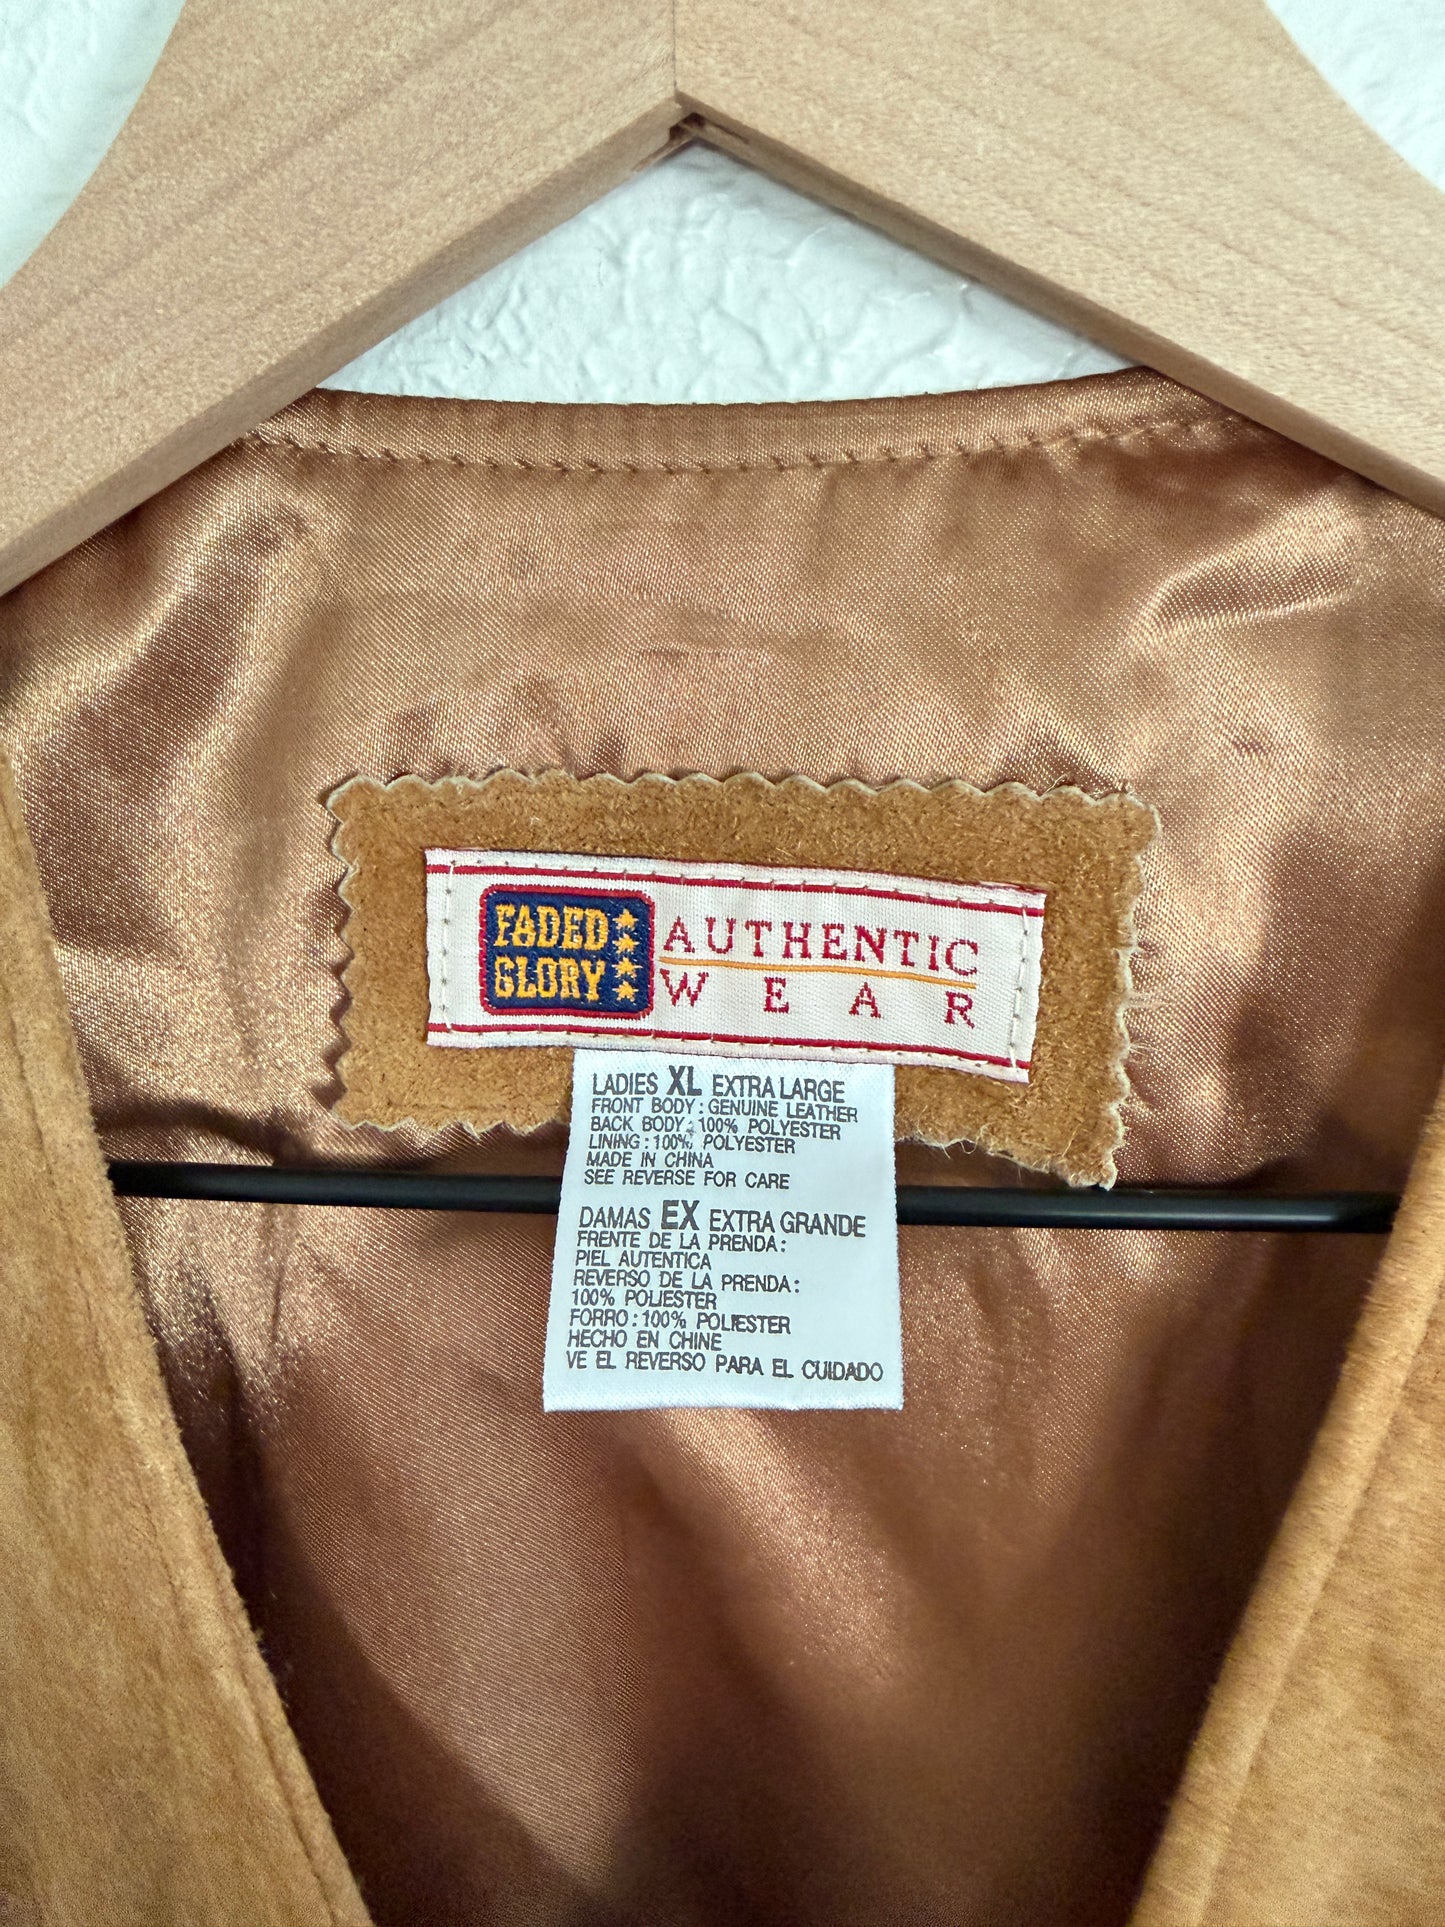 FADED
GLORY
AUTHENTIC
WEAR
LADIES XL EXTRA LARGE
FRONT BODY: GENUINE LEATHER
BACK BODY: 100% POLYESTER
LINING: 100% POLYESTER
MADE IN CHINA
SEE REVERSE FOR CARE
DAMAS EX EXTRA GRANDE
FRENTE DE LA PRENDA:
PIEL AUTENTICA
REVERSO DE LA PRENDA:
100% POLIESTER
FORRO: 100% POLIESTER
HECHO EN CHINE
VE EL REVERSO PARA EL CUIDADO